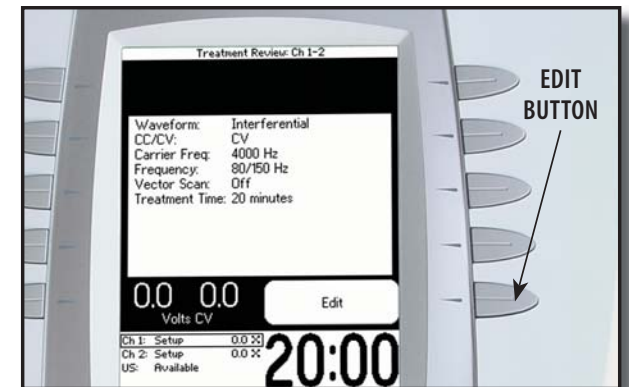 Treatment Review: Ch 1-2
EDIT
BUTTON
Waveform: Interferential
CC/CV: CV
Carrier Freq: 4000 Hz
Frequency: 80/150 Hz
Vector Scan: Off
Treatment Time: 20 minutes
0.0 0.0
Volts CV
Edit
Ch 1: Setup 0.0 %
Ch 2: Setup 0.0 %
US: Available
20:00